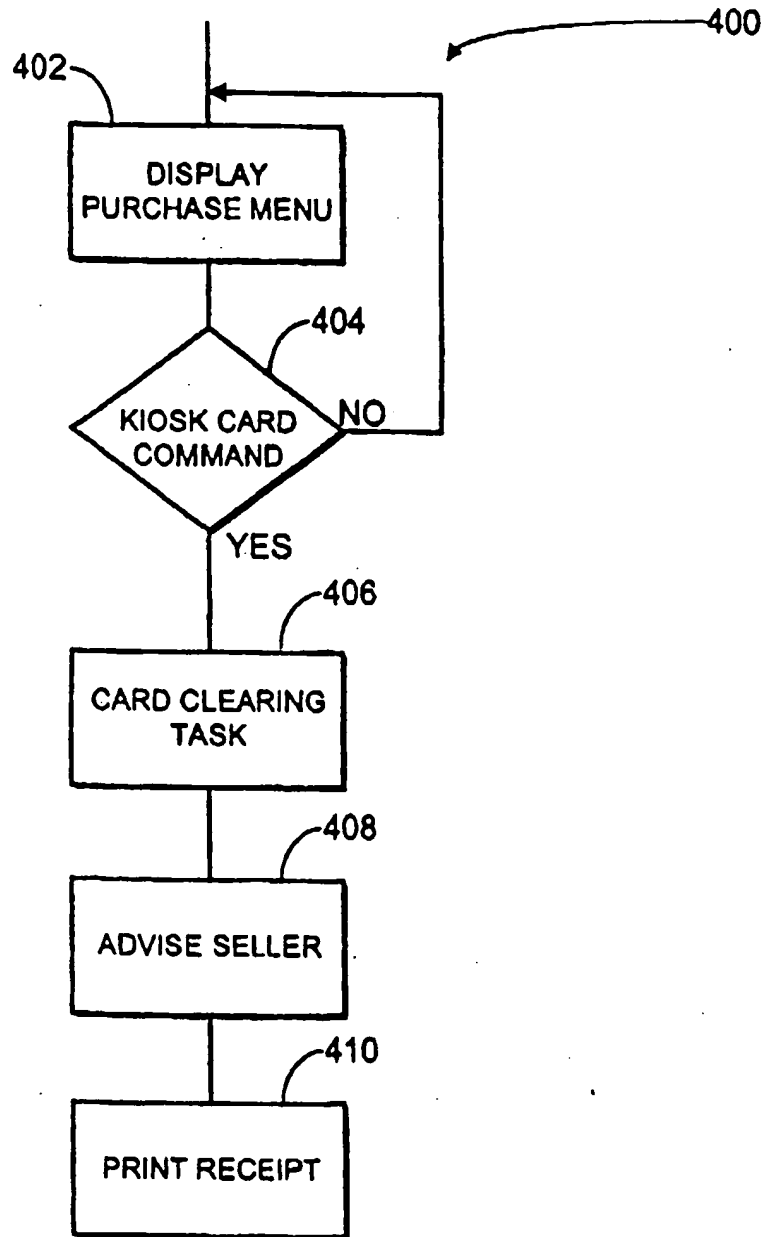 400
402
DISPLAY
PURCHASE MENU
404
KIOSK CARD
COMMAND
NO
YES
406
CARD CLEARING
TASK
408
ADVISE SELLER
410
PRINT RECEIPT